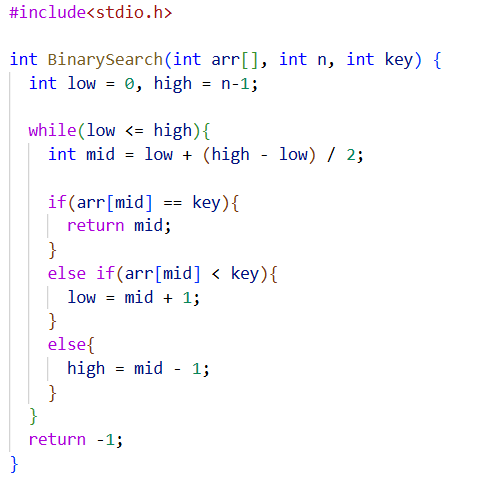 #include<stdio.h>
int BinarySearch(int arr[], int n, int key) {
int low = 0, high = n-1;
while(low <= high){
int mid = low + (high - low) / 2;
if(arr[mid] == key){
return mid;
}
else if(arr[mid] < key){
low = mid + 1;
}
else{
high = mid - 1;
}
}
return -1;
}